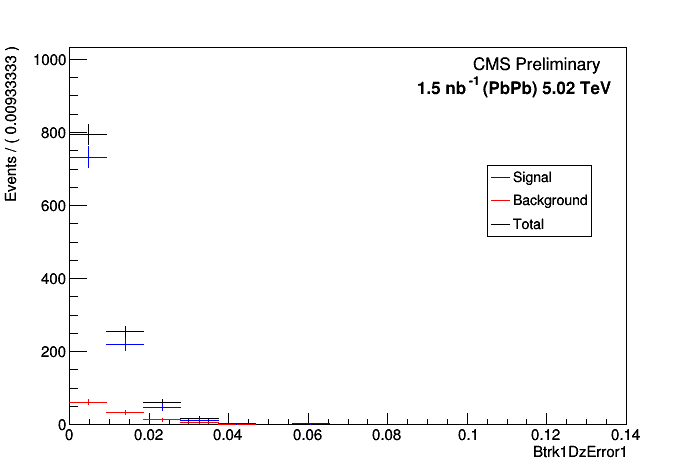 CMS Preliminary
1.5 nb-1 (PbPb) 5.02 TeV
Events / ( 0.00933333 )
1000
800
600
400
200
0
Signal
Background
Total
0 0.02 0.04 0.06 0.08 0.1 0.12 0.14
Btrk1DzError1